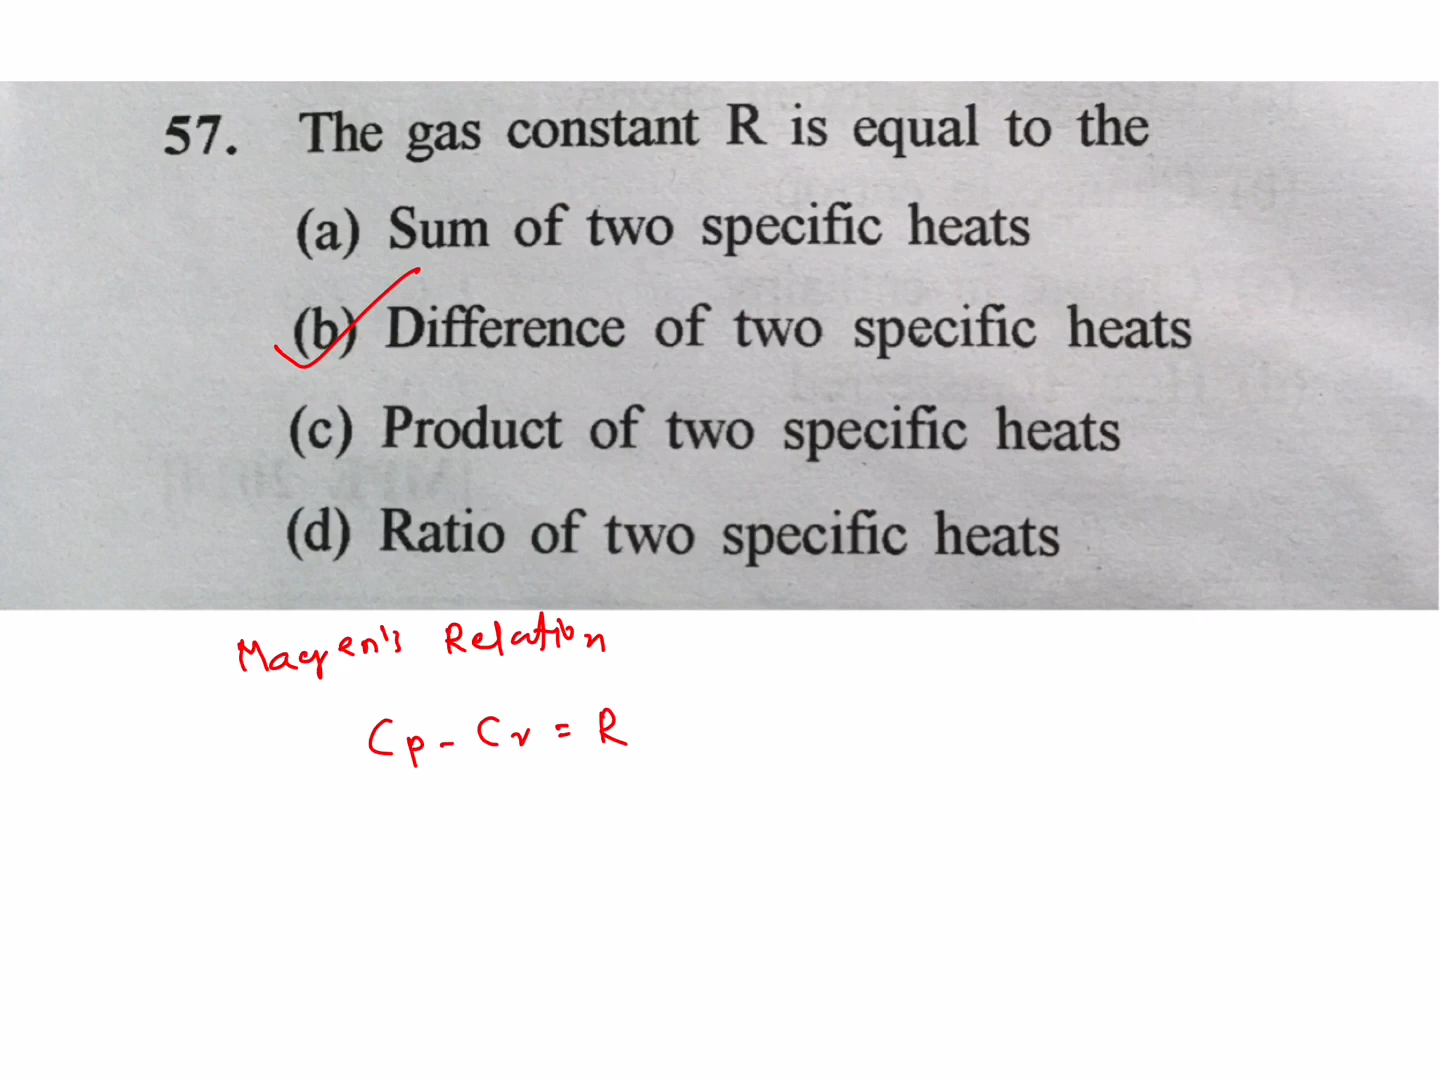 57. The gas constant R is equal to the
(a) Sum of two specific heats
(b) Difference of two specific heats
(c) Product of two specific heats
(d) Ratio of two specific heats
Mayen's Relation
Cp - Cv = R